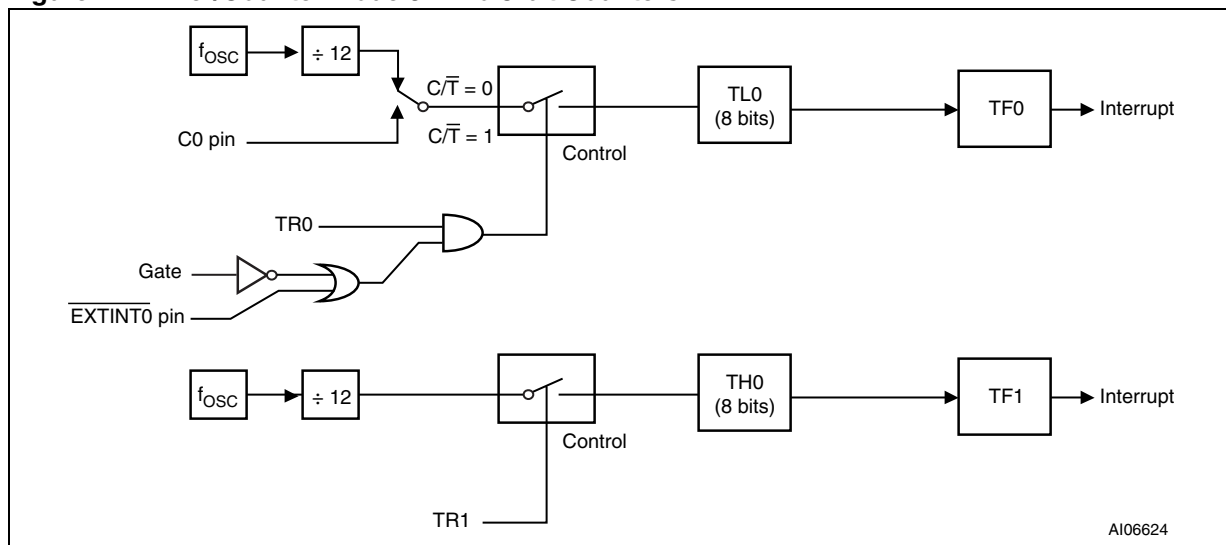 fOSC
÷ 12
C/T̅ = 0
C0 pin
C/T̅ = 1
Control
TL0
(8 bits)
TF0
Interrupt
TR0
Gate
E̅X̅T̅I̅N̅T̅0̅ pin
fOSC
÷ 12
Control
TH0
(8 bits)
TF1
Interrupt
TR1
AI06624